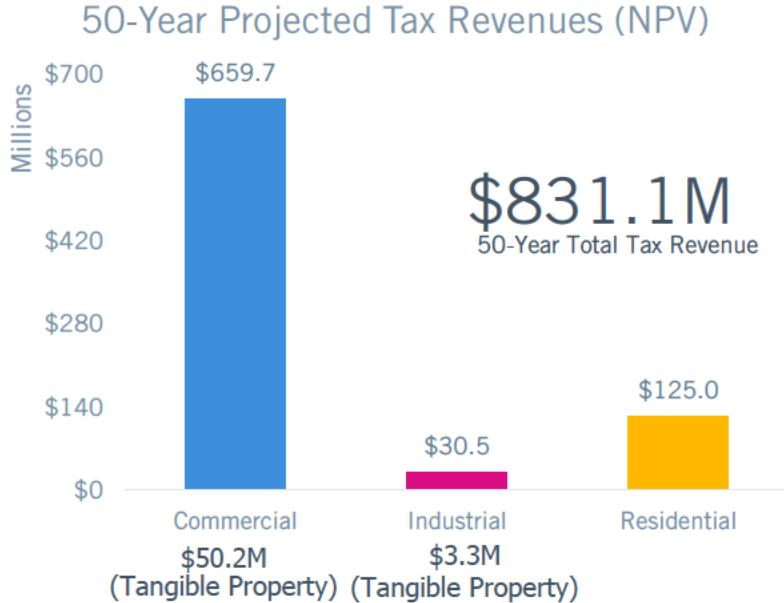 50-Year Projected Tax Revenues (NPV)
Millions
$700
$560
$420
$280
$140
$0
$659.7
$831.1M
50-Year Total Tax Revenue
$30.5
$125.0
Commercial
Industrial
Residential
$50.2M
(Tangible Property)
$3.3M
(Tangible Property)